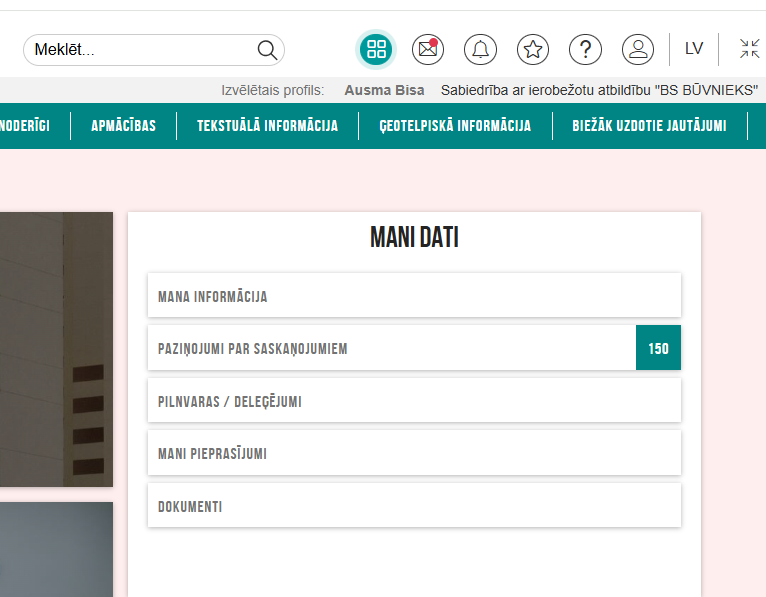 Meklēt...
?
LV
Izvēlētais profils: Ausma Bisa Sabiedrība ar ierobežotu atbildību "BS BŪVNIEKS"
NODERĪGI APMĀCĪBAS TEKSTUĀLĀ INFORMĀCIJA ĢEOTELPISKĀ INFORMĀCIJA BIEŽĀK UZDOTIE JAUTĀJUMI
MANI DATI
MANA INFORMĀCIJA
PAZIŅOJUMI PAR SASKAŅOJUMIEM 150
PILNVARAS / DELEĢĒJUMI
MANI PIEPRASĪJUMI
DOKUMENTI